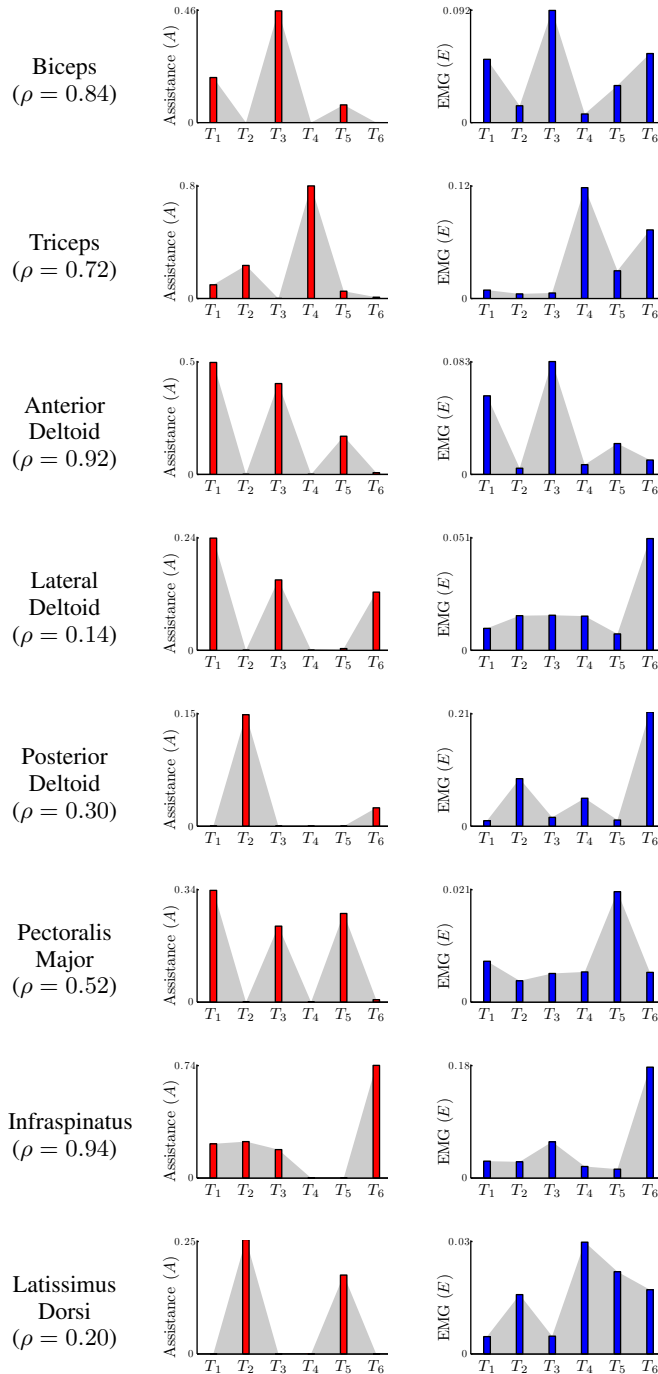 Biceps
(ρ = 0.84)
Assistance (A)
0.46
0
T₁ T₂ T₃ T₄ T₅ T₆
EMG (E)
0.092
0
T₁ T₂ T₃ T₄ T₅ T₆
Triceps
(ρ = 0.72)
Assistance (A)
0.8
0
T₁ T₂ T₃ T₄ T₅ T₆
EMG (E)
0.12
0
T₁ T₂ T₃ T₄ T₅ T₆
Anterior
Deltoid
(ρ = 0.92)
Assistance (A)
0.5
0
T₁ T₂ T₃ T₄ T₅ T₆
EMG (E)
0.083
0
T₁ T₂ T₃ T₄ T₅ T₆
Lateral
Deltoid
(ρ = 0.14)
Assistance (A)
0.24
0
T₁ T₂ T₃ T₄ T₅ T₆
EMG (E)
0.051
0
T₁ T₂ T₃ T₄ T₅ T₆
Posterior
Deltoid
(ρ = 0.30)
Assistance (A)
0.15
0
T₁ T₂ T₃ T₄ T₅ T₆
EMG (E)
0.21
0
T₁ T₂ T₃ T₄ T₅ T₆
Pectoralis
Major
(ρ = 0.52)
Assistance (A)
0.34
0
T₁ T₂ T₃ T₄ T₅ T₆
EMG (E)
0.021
0
T₁ T₂ T₃ T₄ T₅ T₆
Infraspinatus
(ρ = 0.94)
Assistance (A)
0.74
0
T₁ T₂ T₃ T₄ T₅ T₆
EMG (E)
0.18
0
T₁ T₂ T₃ T₄ T₅ T₆
Latissimus
Dorsi
(ρ = 0.20)
Assistance (A)
0.25
0
T₁ T₂ T₃ T₄ T₅ T₆
EMG (E)
0.03
0
T₁ T₂ T₃ T₄ T₅ T₆